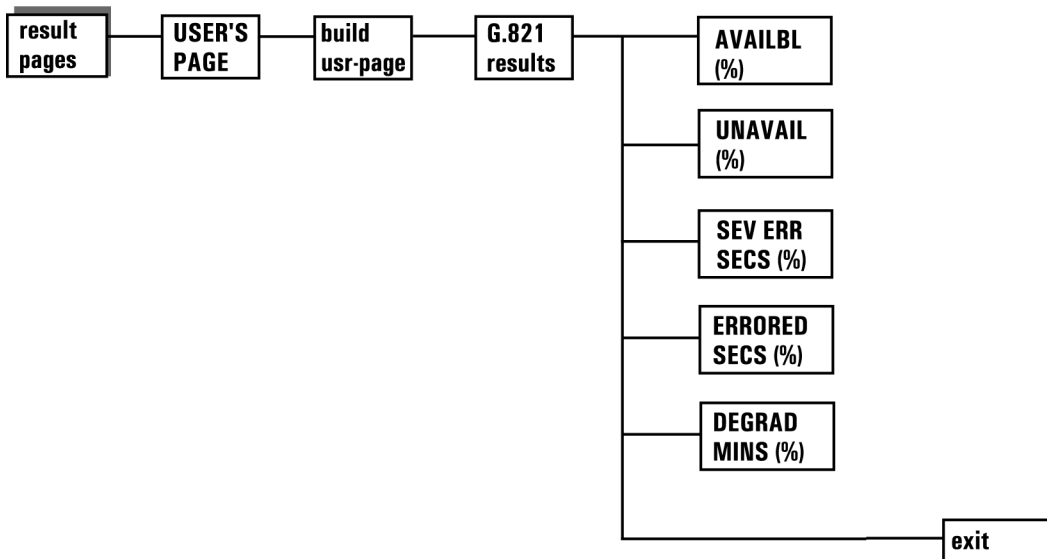 result
pages
USER'S
PAGE
build
usr-page
G.821
results
AVAILBL
(%)
UNAVAIL
(%)
SEV ERR
SECS (%)
ERRORED
SECS (%)
DEGRAD
MINS (%)
exit